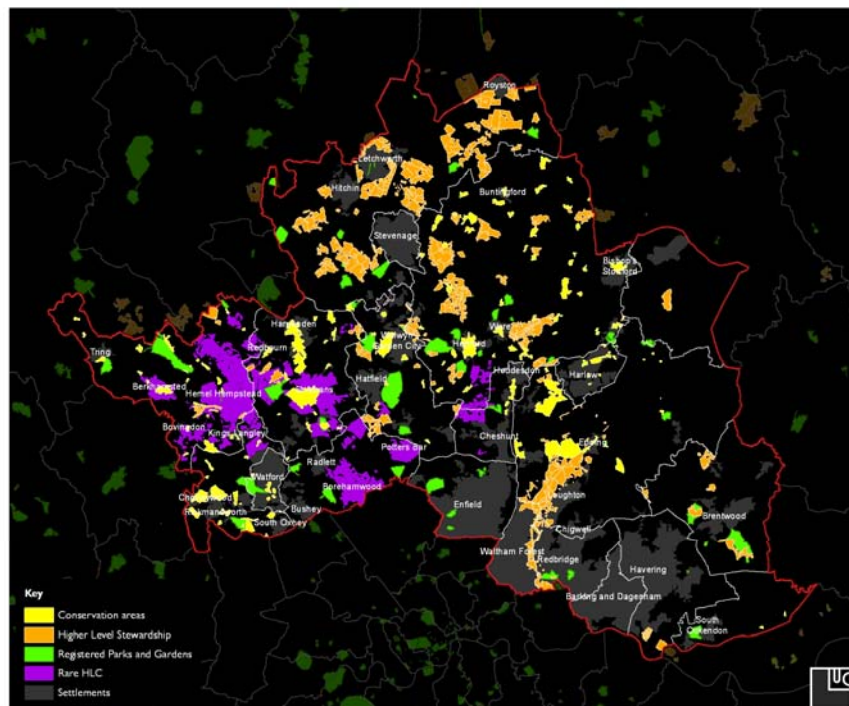 Royston
Letchworth
Hitchin
Buntingford
Stevenage
Bishop's
Stortford
Harpenden
Welwyn
Garden City
Hertford
Ware
Tring
Redbourn
Hoddesdon
Berkhamsted
Hemel Hempstead
St Albans
Hatfield
Harlow
Bovingdon
Kings Langley
Cheshunt
Epping
Potters Bar
Radlett
Watford
Borehamwood
Chorleywood
Rickmansworth
Bushey
Enfield
Loughton
South Oxhey
Brentwood
Chigwell
Waltham Forest
Redbridge
Havering
Barking and Dagenham
South
Ockendon
Key
Conservation areas
Higher Level Stewardship
Registered Parks and Gardens
Rare HLC
Settlements